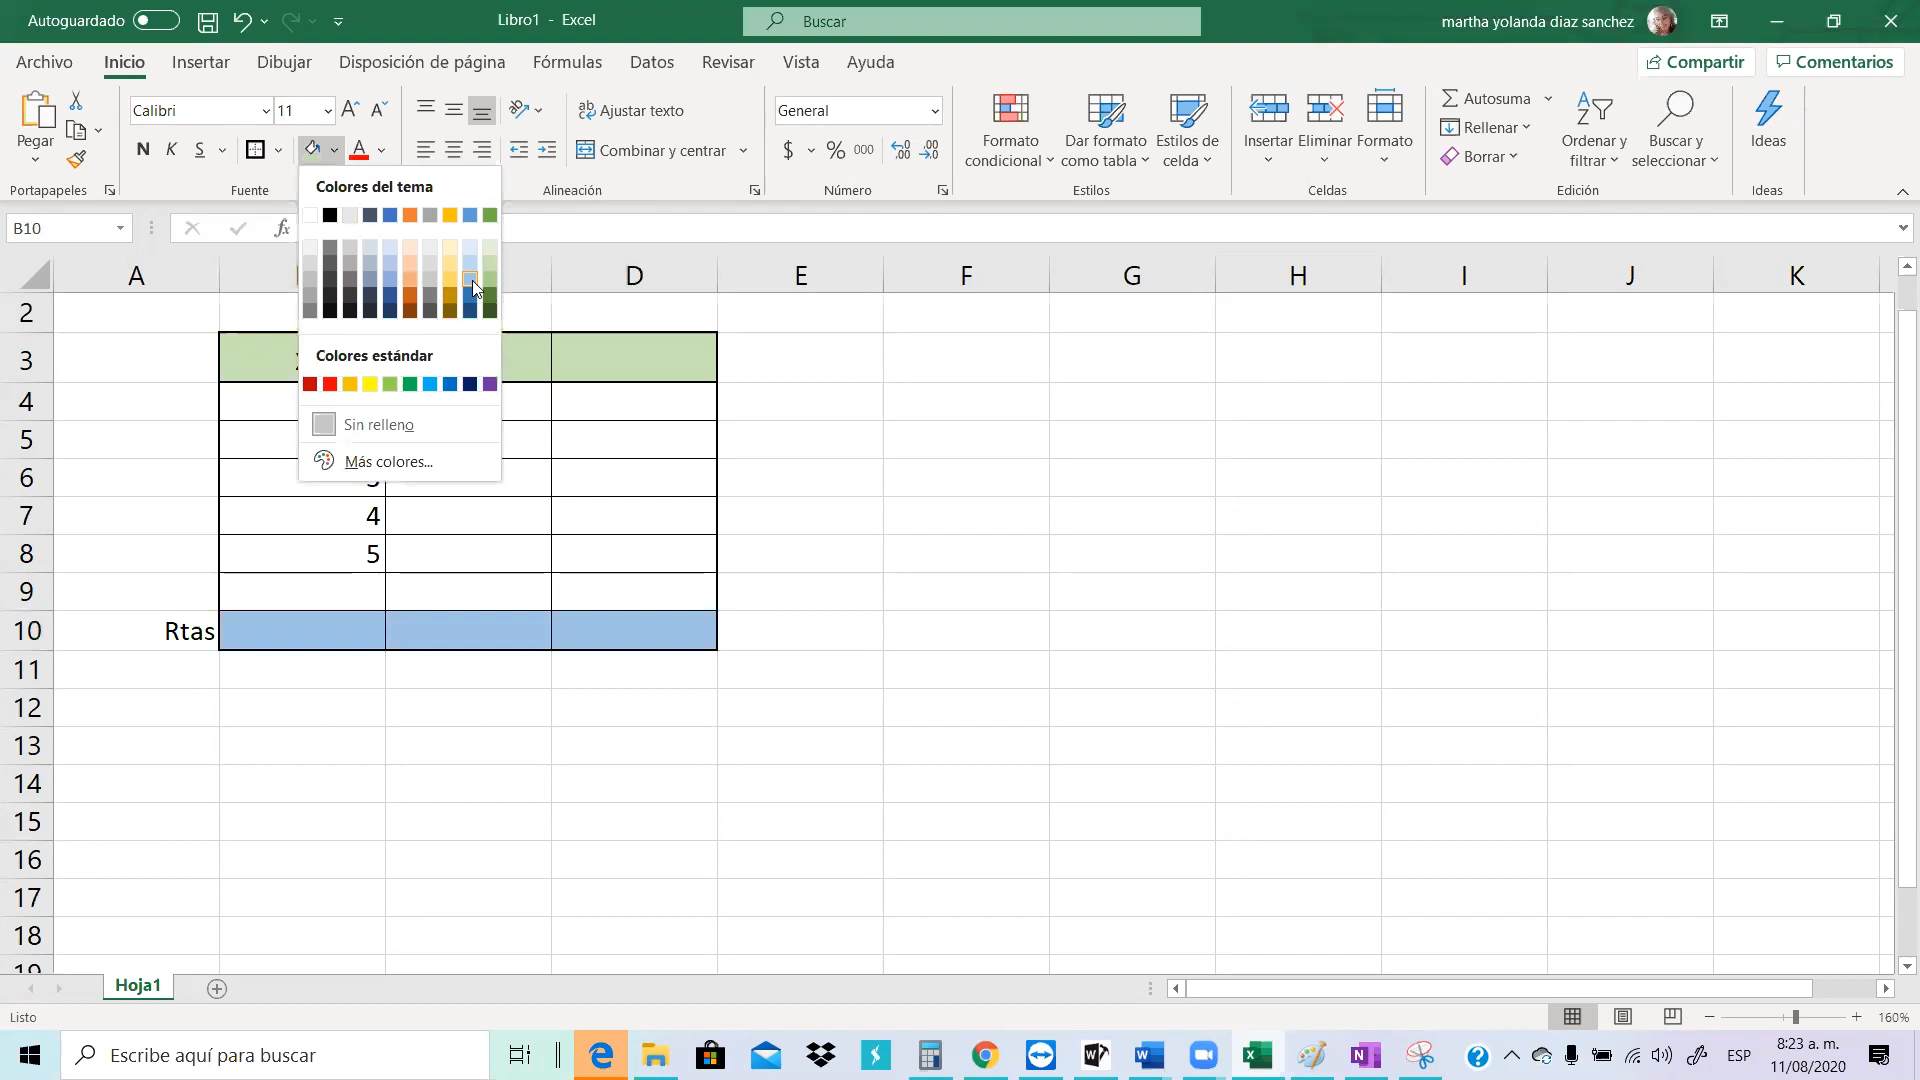 Autoguardado
Libro1 - Excel
Buscar
martha yolanda diaz sanchez
Archivo Inicio Insertar Dibujar Disposición de página Fórmulas Datos Revisar Vista Ayuda
Compartir Comentarios
Pegar
Portapapeles
Calibri 11
N K S
Fuente
ab Ajustar texto
Combinar y centrar
Alineación
General
$ % 000
Número
Formato condicional
Dar formato como tabla
Estilos de celda
Estilos
Insertar Eliminar Formato
Celdas
Autosuma
Rellenar
Borrar
Ordenar y filtrar
Buscar y seleccionar
Edición
Ideas
Ideas
B10
fx
Colores del tema
Colores estándar
Sin relleno
Más colores...
A D E F G H I J K
2
3
4
5
6
7 4
8 5
9
10 Rtas
11
12
13
14
15
16
17
18
19
Hoja1
Listo
160%
Escribe aquí para buscar
ESP
8:23 a. m.
11/08/2020